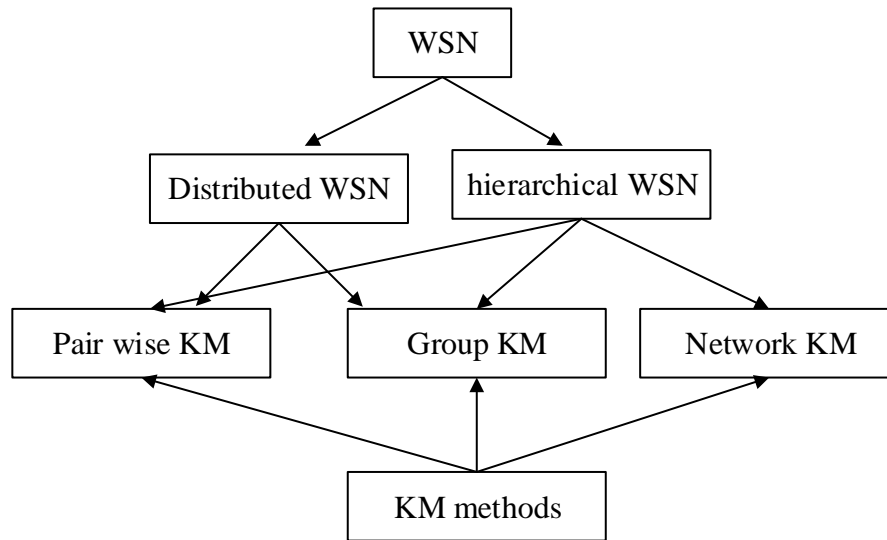 WSN
Distributed WSN
hierarchical WSN
Pair wise KM
Group KM
Network KM
KM methods